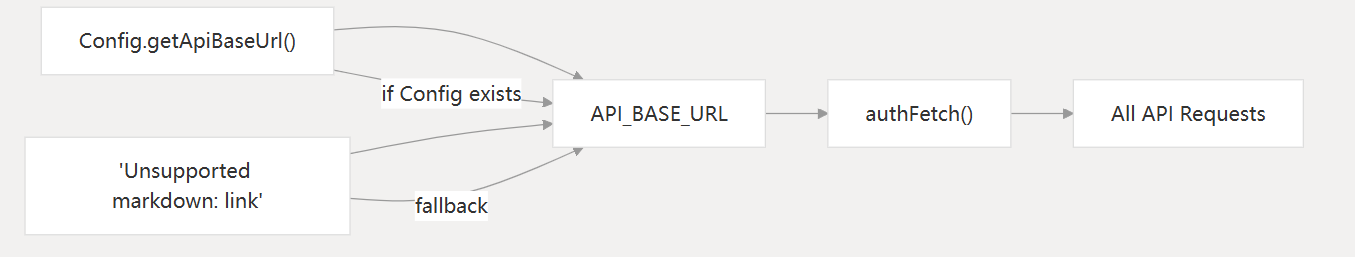 Config.getApiBaseUrl()
if Config exists
API_BASE_URL
authFetch()
All API Requests
'Unsupported
markdown: link'
fallback